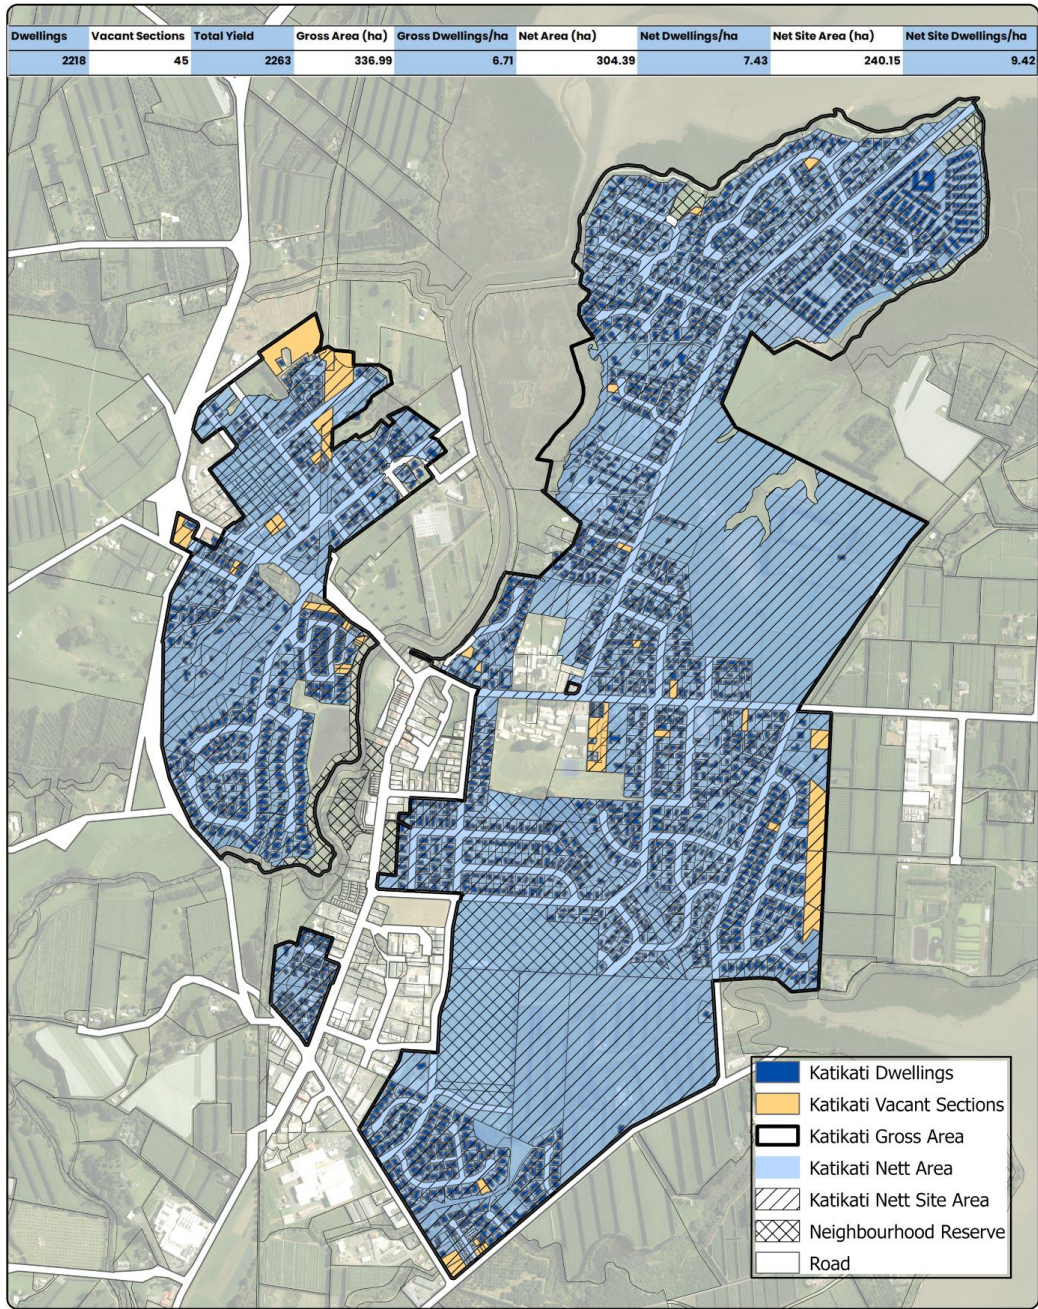 Dwellings Vacant Sections Total Yield Gross Area (ha) Gross Dwellings/ha Net Area (ha) Net Dwellings/ha Net Site Area (ha) Net Site Dwellings/ha
2218 45 2263 336.99 6.71 304.39 7.43 240.15 9.42
Katikati Dwellings
Katikati Vacant Sections
Katikati Gross Area
Katikati Nett Area
Katikati Nett Site Area
Neighbourhood Reserve
Road